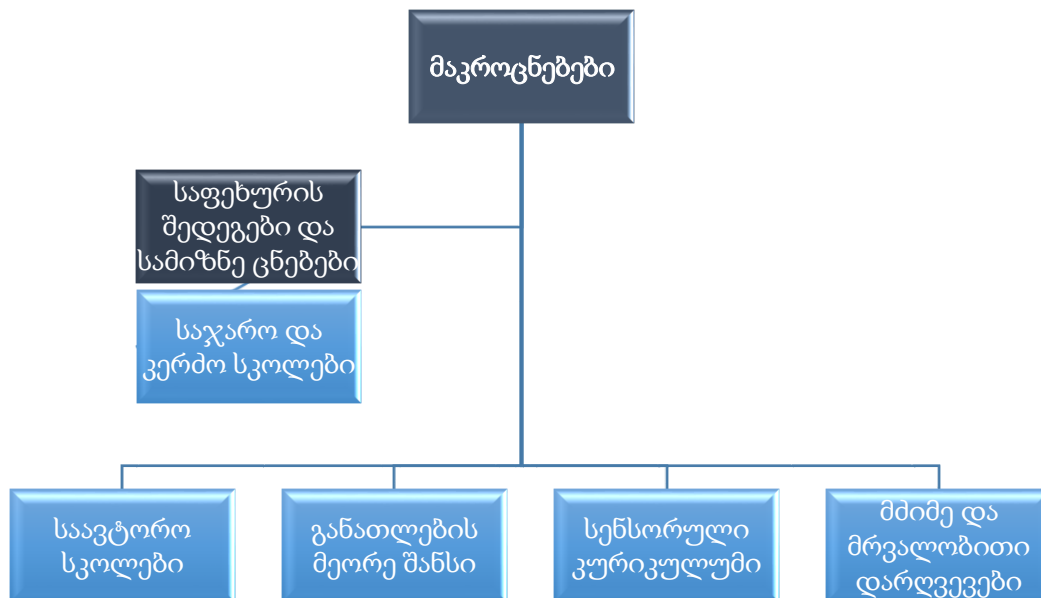 მაკროცნებები
საფეხურის
შედეგები და
სამიზნე ცნებები
საჯარო და
კერძო სკოლები
საავტორო
სკოლები
განათლების
მეორე შანსი
სენსორული
კურიკულუმი
მძიმე და
მრვალობითი
დარღვევები